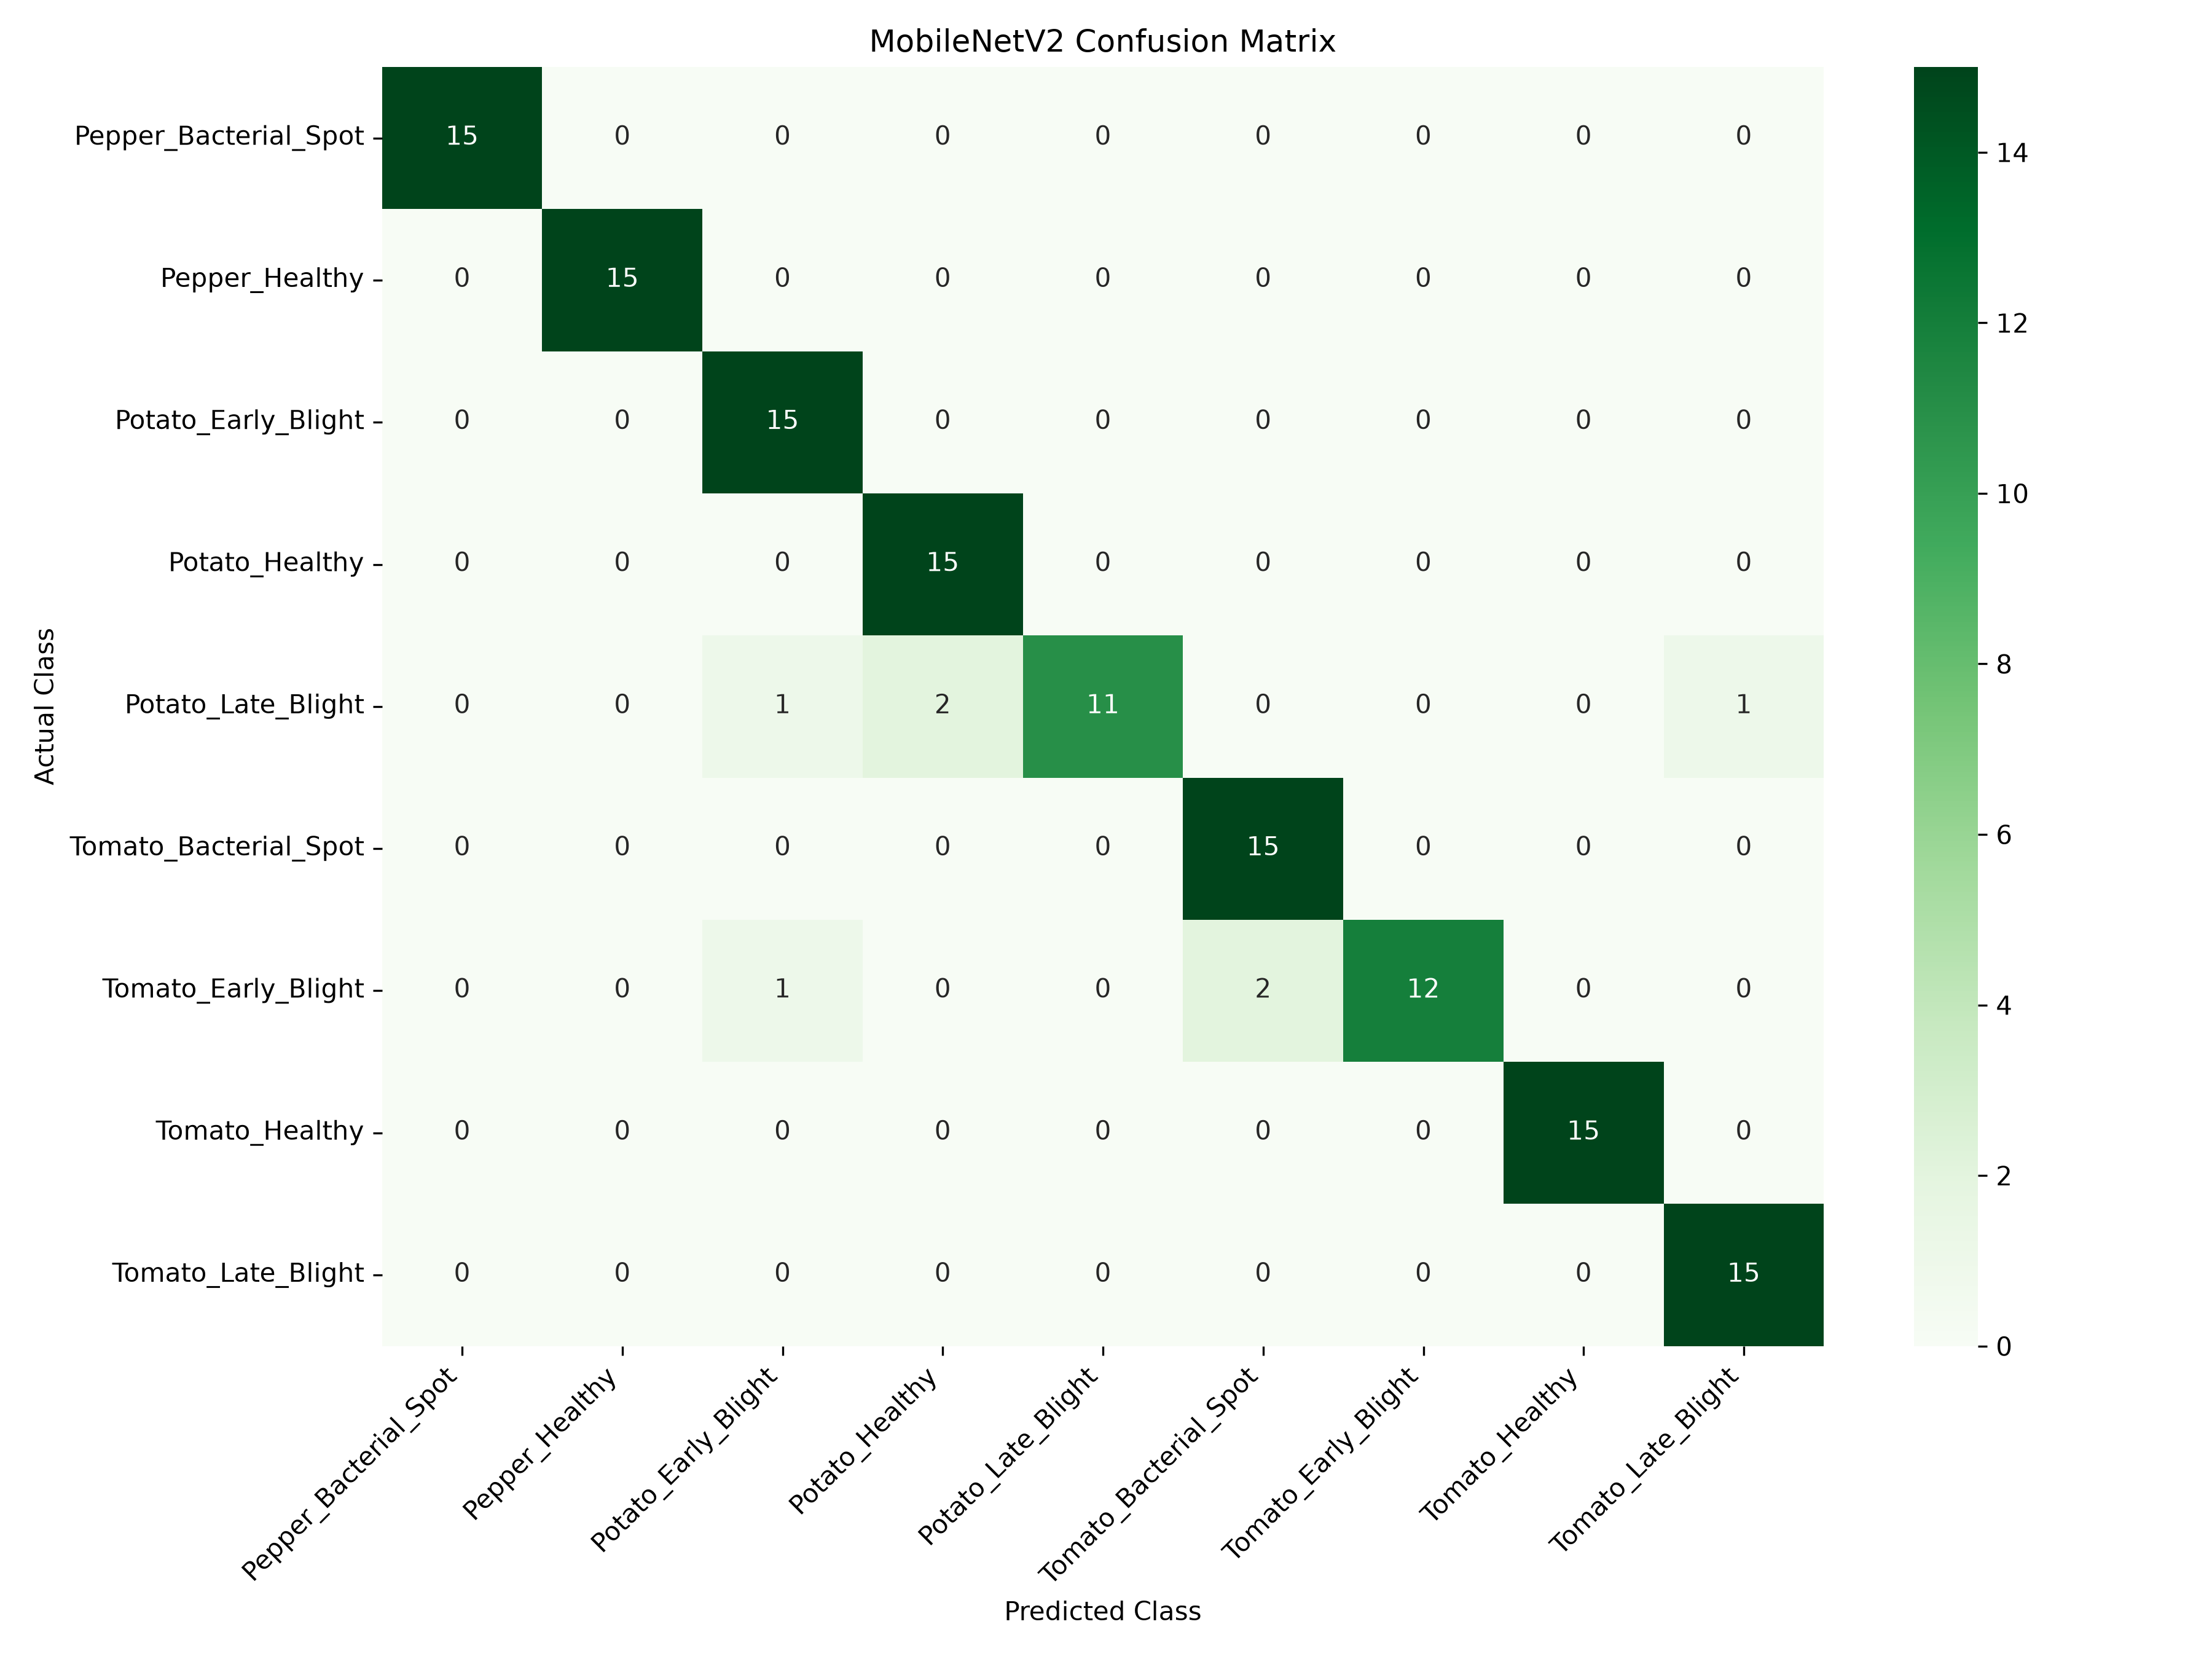 MobileNetV2 Confusion Matrix
Pepper_Bacterial_Spot 15 0 0 0 0 0 0 0 0
Pepper_Healthy 0 15 0 0 0 0 0 0 0
Potato_Early_Blight 0 0 15 0 0 0 0 0 0
Potato_Healthy 0 0 0 15 0 0 0 0 0
Potato_Late_Blight 0 0 1 2 11 0 0 0 1
Tomato_Bacterial_Spot 0 0 0 0 0 15 0 0 0
Tomato_Early_Blight 0 0 1 0 0 2 12 0 0
Tomato_Healthy 0 0 0 0 0 0 0 15 0
Tomato_Late_Blight 0 0 0 0 0 0 0 0 15
Actual Class
Pepper_Bacterial_Spot
Pepper_Healthy
Potato_Early_Blight
Potato_Healthy
Potato_Late_Blight
Tomato_Bacterial_Spot
Tomato_Early_Blight
Tomato_Healthy
Tomato_Late_Blight
Predicted Class
14
12
10
8
6
4
2
0